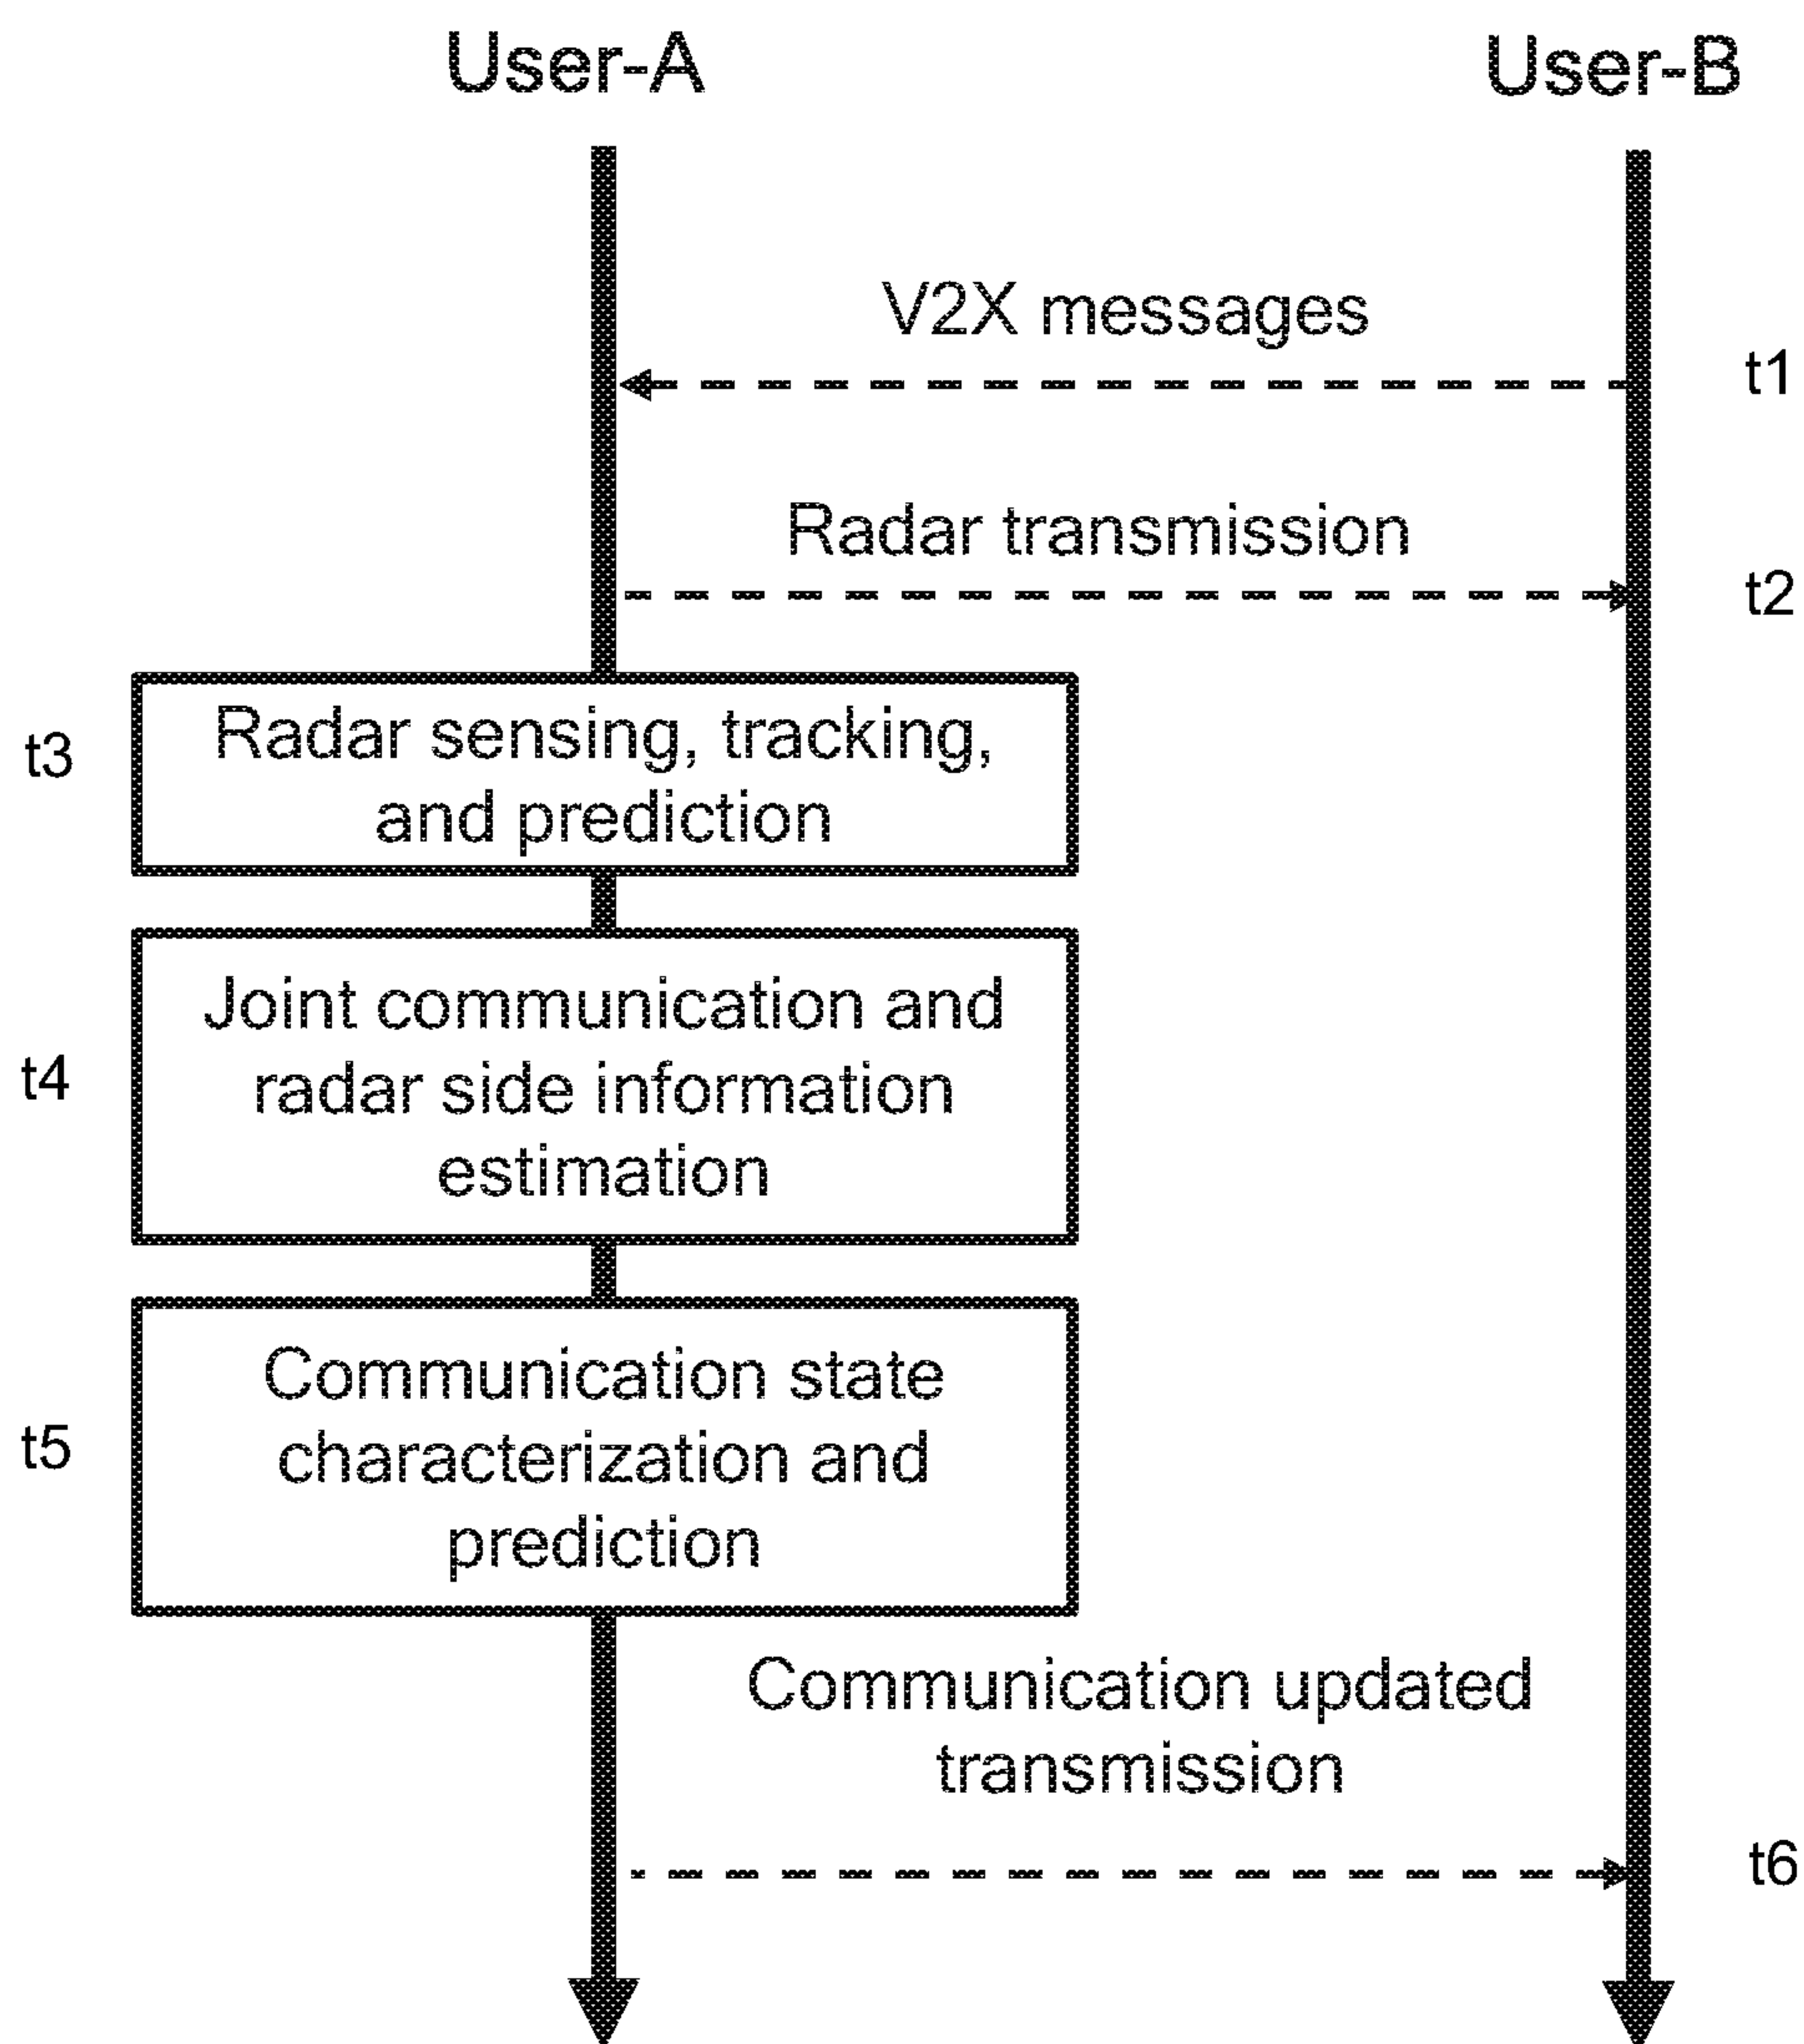 User-A
User-B
V2X messages
t1
Radar transmission
t2
t3
Radar sensing, tracking,
and prediction
Joint communication and
t4
radar side information
estimation
Communication state
t5
characterization and
prediction
Communication updated
transmission
t6